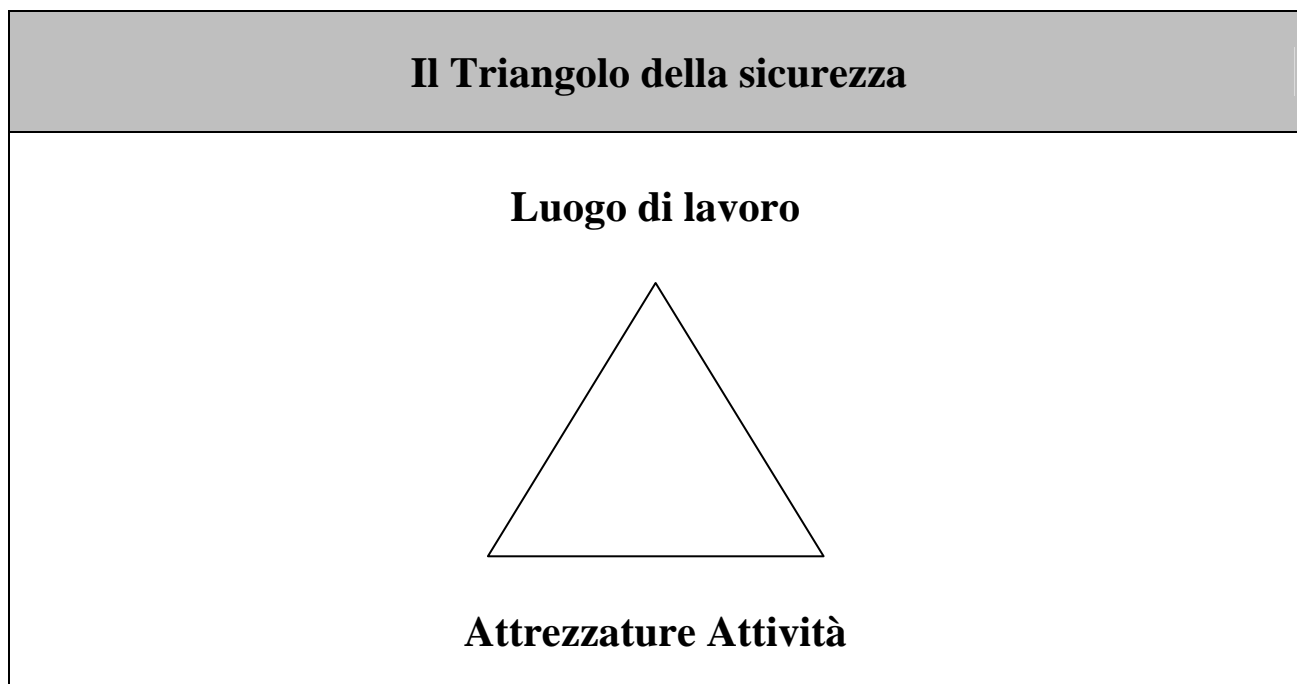 Il Triangolo della sicurezza
Luogo di lavoro
Attrezzature Attività